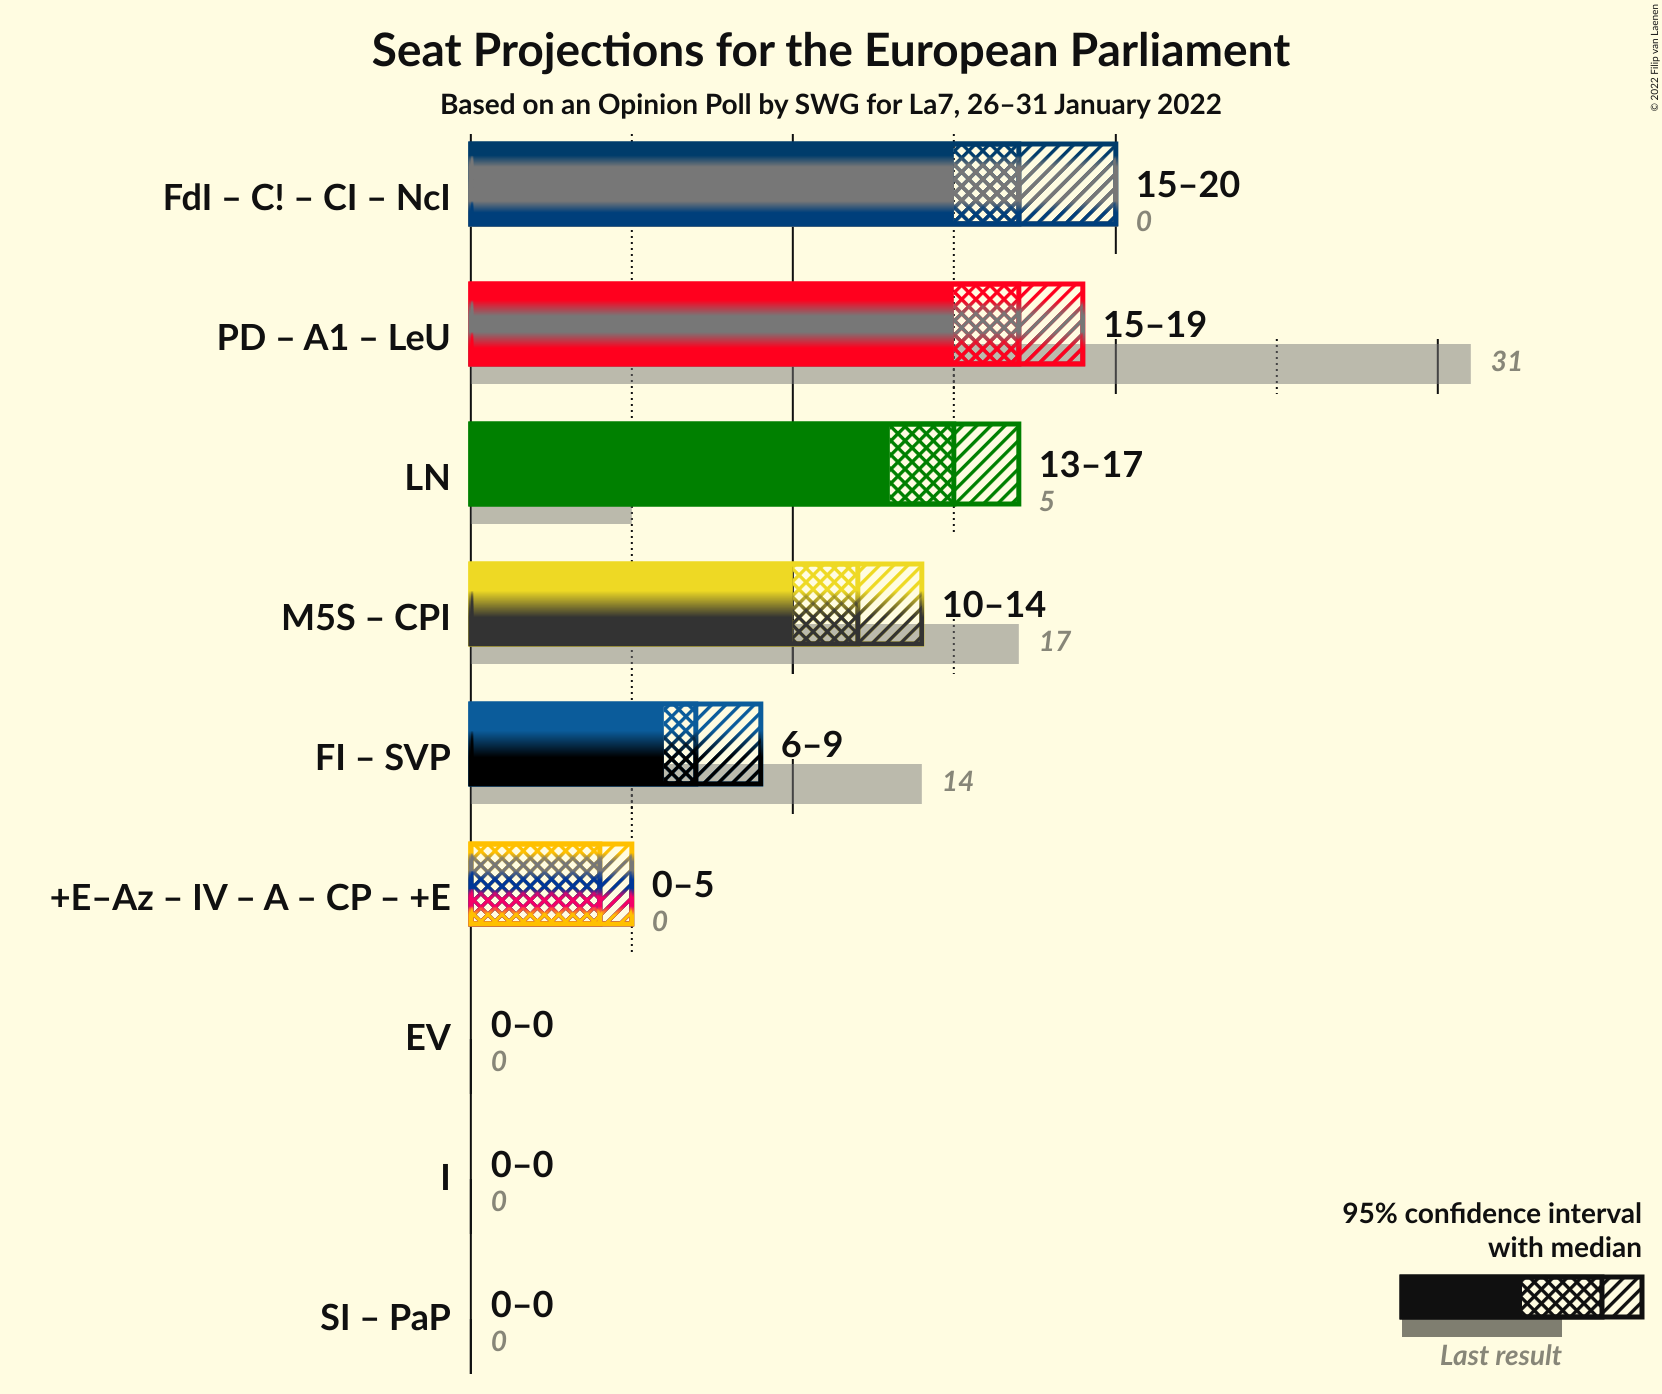 Seat Projections for the European Parliament
Based on an Opinion Poll by SWG for La7, 26–31 January 2022
© 2022 Filip van Laenen
FdI – C! – CI – NcI
15–20
0
PD – A1 – LeU
15–19
31
LN
13–17
5
M5S – CPI
10–14
17
FI – SVP
6–9
14
+E–Az – IV – A – CP – +E
0–5
0
EV
0–0
0
I
0–0
0
SI – PaP
0–0
0
95% confidence interval
with median
Last result